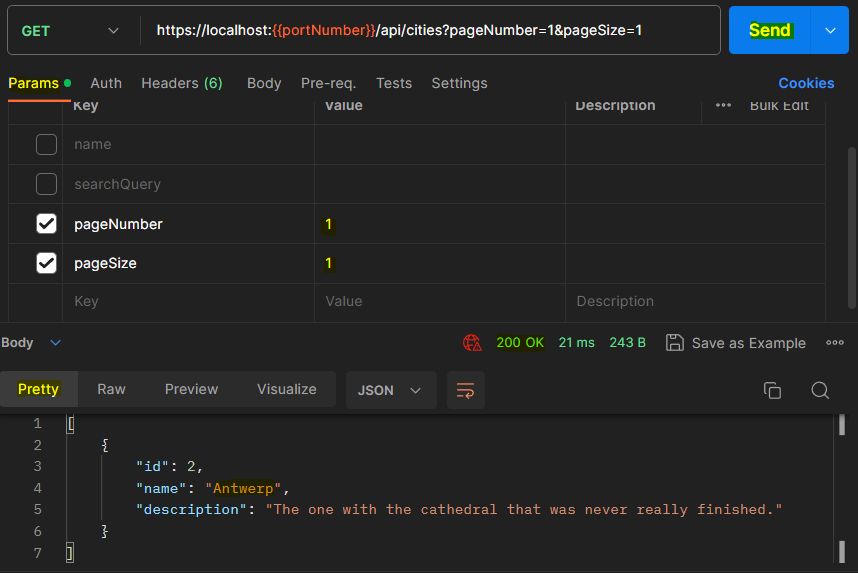 GET https://localhost:{{portNumber}}/api/cities?pageNumber=1&pageSize=1 Send
Params Auth Headers (6) Body Pre-req. Tests Settings Cookies
Key Value Description Bulk Edit
name
searchQuery
pageNumber 1
pageSize 1
Key Value Description
Body 200 OK 21 ms 243 B Save as Example
Pretty Raw Preview Visualize JSON
1 [
2 {
3 "id": 2,
4 "name": "Antwerp",
5 "description": "The one with the cathedral that was never really finished."
6 }
7 ]